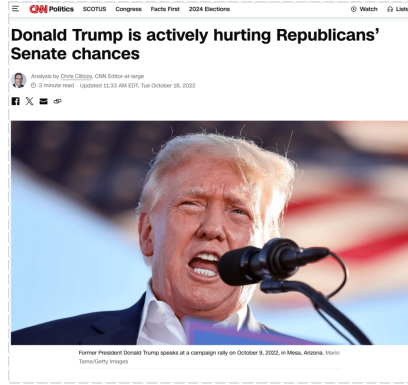 CNN Politics SCOTUS Congress Facts First 2024 Elections Watch
Donald Trump is actively hurting Republicans'
Senate chances
Analysis by Chris Cillizza, CNN Editor-at-large
3 minute read · Updated 11:33 AM EDT, Tue October 18, 2022
Former President Donald Trump speaks at a campaign rally on October 9, 2022, in Mesa, Arizona. Mario
Tama/Getty Images